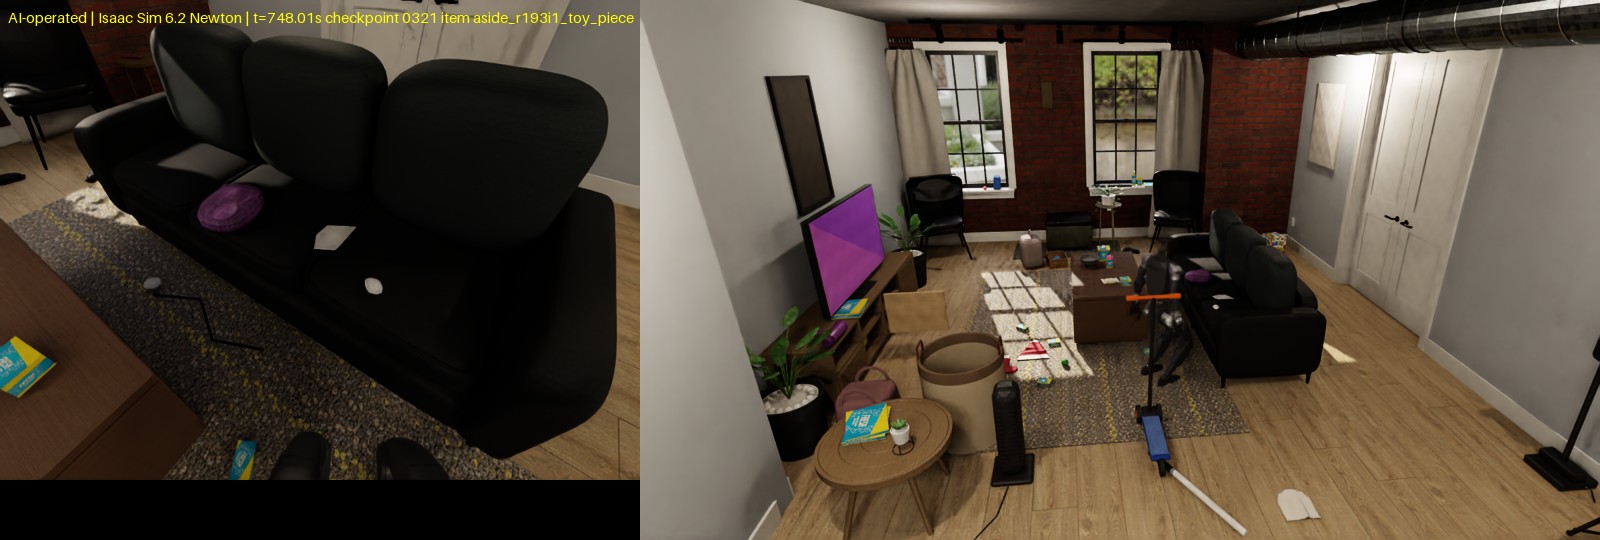 AI-operated | Isaac Sim 6.2 Newton | t=748.01s checkpoint 0321 item aside_r193i1_toy_piece